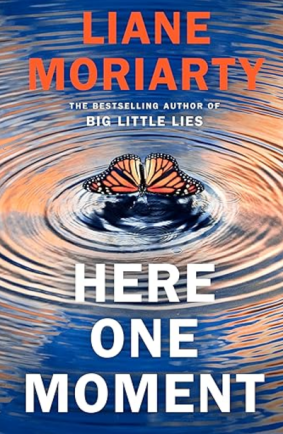 LIANE
MORIARTY
THE BESTSELLING AUTHOR OF
BIG LITTLE LIES
HERE
ONE
MOMENT